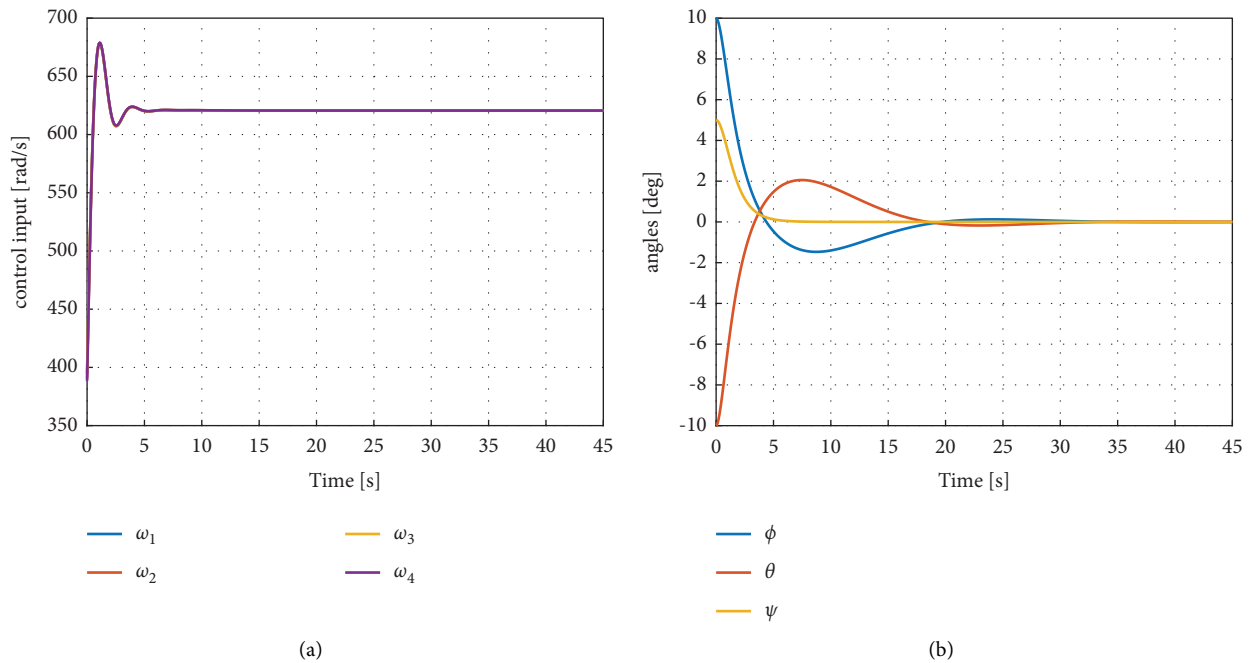 700
650
600
550
500
450
400
350
control input [rad/s]
0 5 10 15 20 25 30 35 40 45
Time [s]
ω1
ω2
ω3
ω4
(a)
10
8
6
4
2
0
-2
-4
-6
-8
-10
angles [deg]
0 5 10 15 20 25 30 35 40 45
Time [s]
ϕ
θ
ψ
(b)